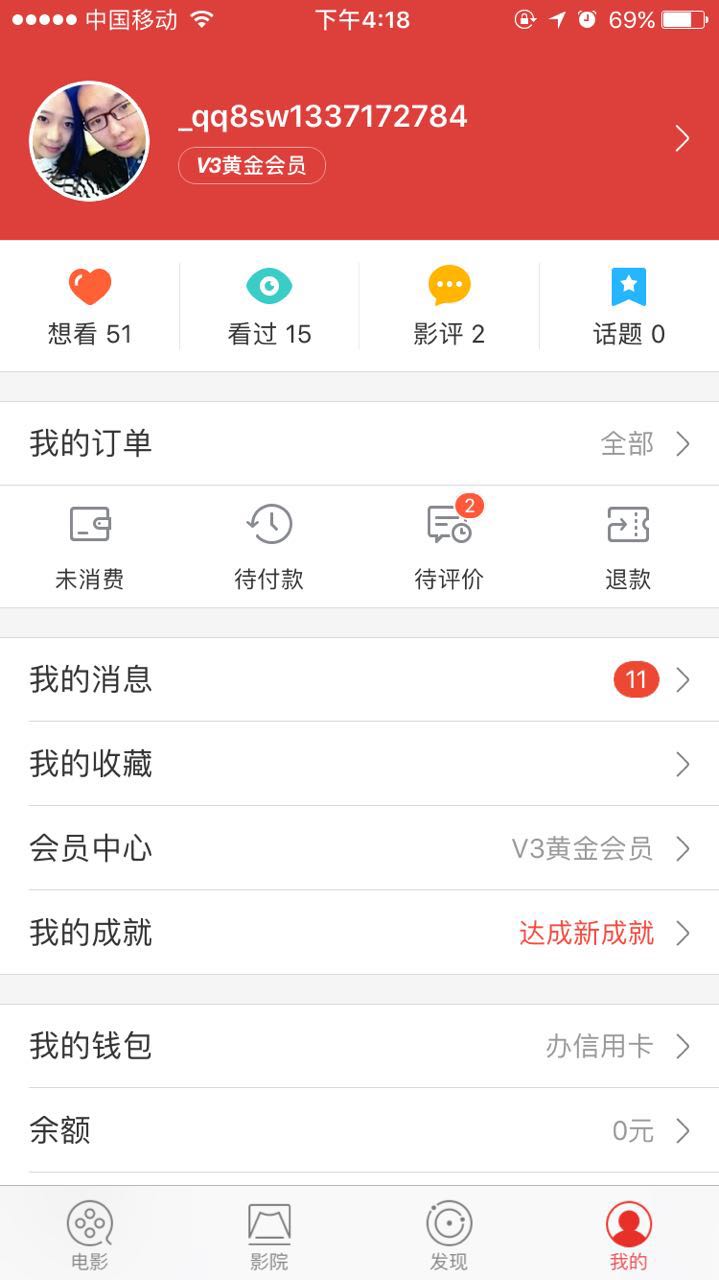 中国移动 下午4:18 69%
_qq8sw1337172784
V3黄金会员
想看 51 看过 15 影评 2 话题 0
我的订单 全部
2
未消费 待付款 待评价 退款
我的消息 11
我的收藏
会员中心 V3黄金会员
我的成就 达成新成就
我的钱包 办信用卡
余额 0元
电影 影院 发现 我的